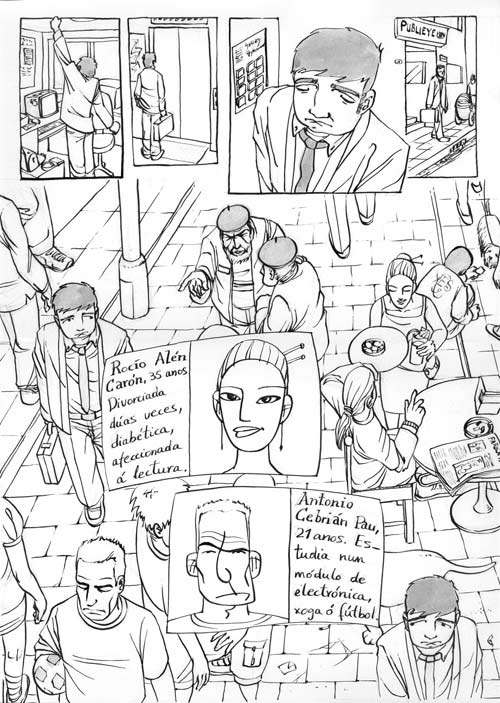 PUBLIEYE
Rocío Alén
Carón, 35 anos.
Divorciada
dúas veces,
diabética,
afeccionada
á lectura.
Antonio
Cebrián Pau,
21 anos. Es-
tudia nun
módulo de
electrónica,
xoga ó fútbol.